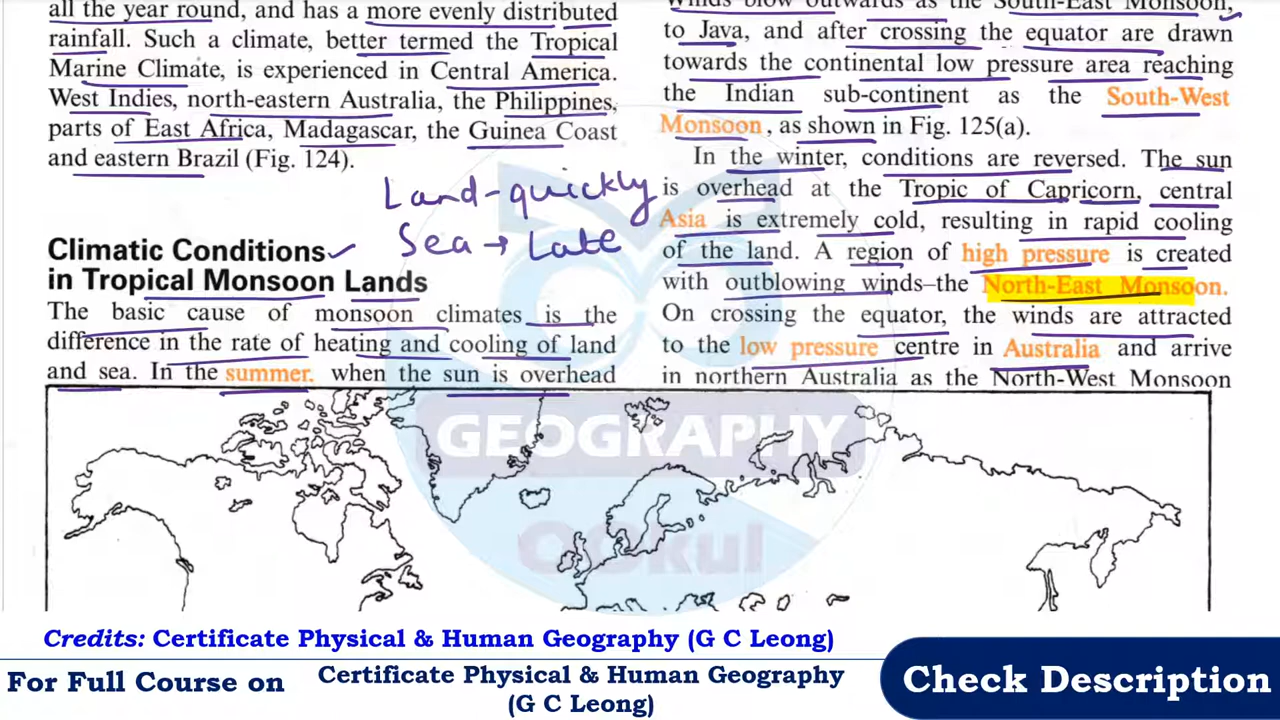 all the year round, and has a more evenly distributed
rainfall. Such a climate, better termed the Tropical
Marine Climate, is experienced in Central America.
West Indies, north-eastern Australia, the Philippines,
parts of East Africa, Madagascar, the Guinea Coast
and eastern Brazil (Fig. 124).
Land-quickly
Sea → Late
Climatic Conditions
in Tropical Monsoon Lands
The basic cause of monsoon climates is the
difference in the rate of heating and cooling of land
and sea. In the summer. when the sun is overhead
winds blow outwards as the South-East Monsoon,
to Java, and after crossing the equator are drawn
towards the continental low pressure area reaching
the Indian sub-continent as the South-West
Monsoon, as shown in Fig. 125(a).
In the winter, conditions are reversed. The sun
is overhead at the Tropic of Capricorn, central
Asia is extremely cold, resulting in rapid cooling
of the land. A region of high pressure is created
with outblowing winds–the North-East Monsoon.
On crossing the equator, the winds are attracted
to the low pressure centre in Australia and arrive
in northern Australia as the North-West Monsoon
GEOGRAPHY
Credits: Certificate Physical & Human Geography (G C Leong)
For Full Course on
Certificate Physical & Human Geography
(G C Leong)
Check Description